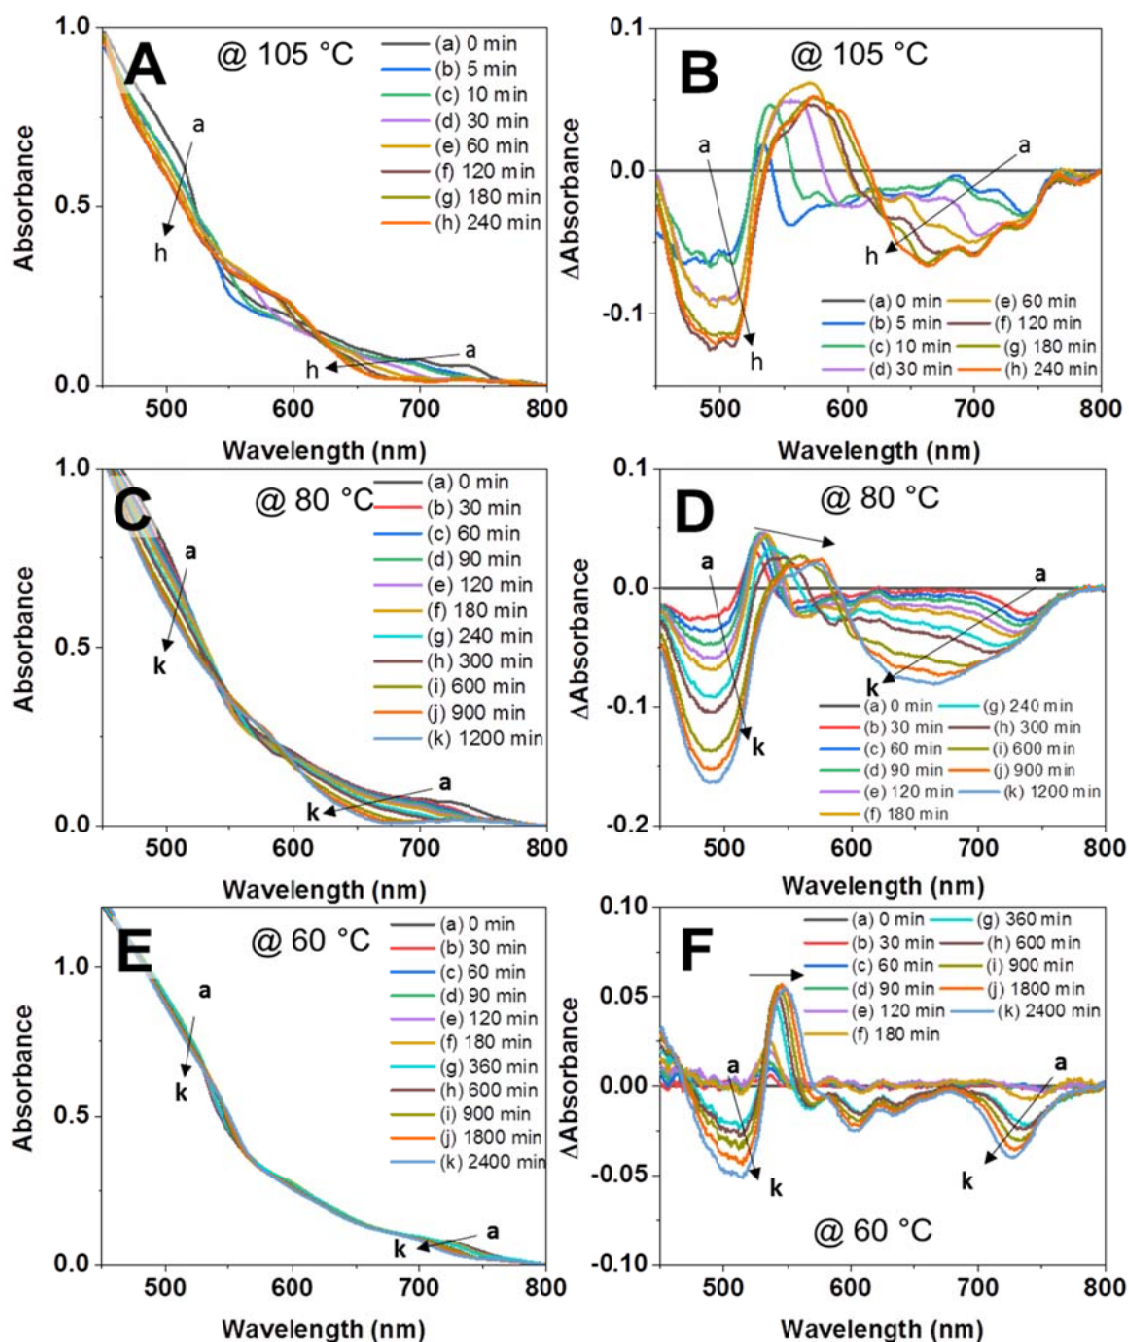 A
@ 105 °C
(a) 0 min
(b) 5 min
(c) 10 min
(d) 30 min
(e) 60 min
(f) 120 min
(g) 180 min
(h) 240 min
a
h
a
h
1.0
0.5
0.0
Absorbance
500 600 700 800
Wavelength (nm)
B
@ 105 °C
a
h
a
h
(a) 0 min (e) 60 min
(b) 5 min (f) 120 min
(c) 10 min (g) 180 min
(d) 30 min (h) 240 min
0.1
0.0
-0.1
ΔAbsorbance
500 600 700 800
Wavelength (nm)
C
@ 80 °C
(a) 0 min
(b) 30 min
(c) 60 min
(d) 90 min
(e) 120 min
(f) 180 min
(g) 240 min
(h) 300 min
(i) 600 min
(j) 900 min
(k) 1200 min
a
k
a
k
1.0
0.5
0.0
Absorbance
500 600 700 800
Wavelength (nm)
D
@ 80 °C
a
k
a
k
(a) 0 min (g) 240 min
(b) 30 min (h) 300 min
(c) 60 min (i) 600 min
(d) 90 min (j) 900 min
(e) 120 min (k) 1200 min
(f) 180 min
0.1
0.0
-0.1
-0.2
ΔAbsorbance
500 600 700 800
Wavelength (nm)
E
@ 60 °C
(a) 0 min
(b) 30 min
(c) 60 min
(d) 90 min
(e) 120 min
(f) 180 min
(g) 360 min
(h) 600 min
(i) 900 min
(j) 1800 min
(k) 2400 min
a
k
a
k
1.0
0.5
0.0
Absorbance
500 600 700 800
Wavelength (nm)
F
(a) 0 min (g) 360 min
(b) 30 min (h) 600 min
(c) 60 min (i) 900 min
(d) 90 min (j) 1800 min
(e) 120 min (k) 2400 min
(f) 180 min
a
k
a
k
@ 60 °C
0.10
0.05
0.00
-0.05
-0.10
ΔAbsorbance
500 600 700 800
Wavelength (nm)